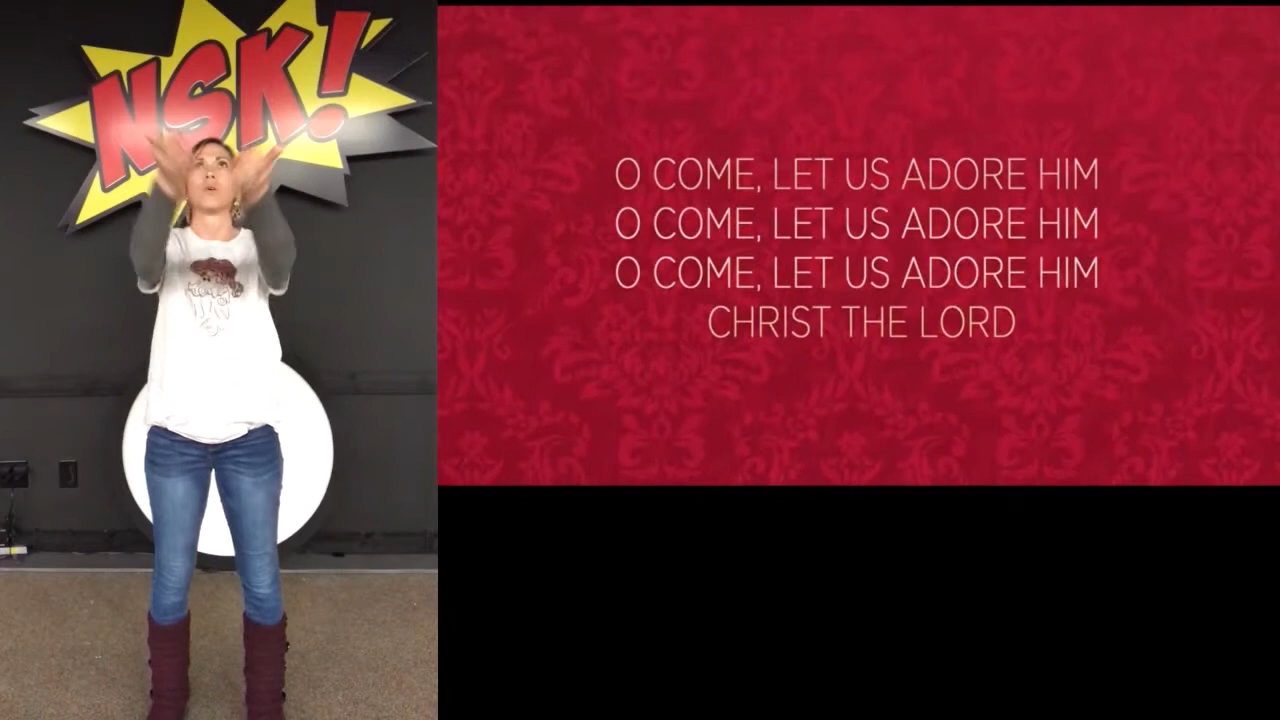 NSK!
O COME, LET US ADORE HIM
O COME, LET US ADORE HIM
O COME, LET US ADORE HIM
CHRIST THE LORD